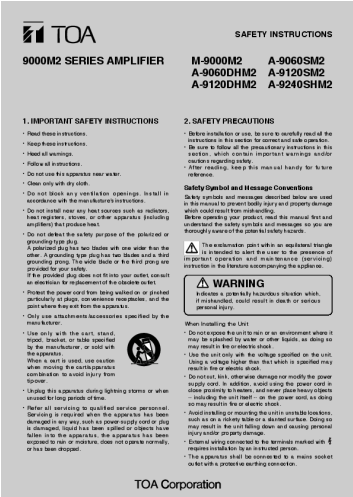 TOA
SAFETY INSTRUCTIONS
9000M2 SERIES AMPLIFIER
M-9000M2
A-9060SM2
A-9060DHM2
A-9120SM2
A-9120DHM2
A-9240SHM2
1. IMPORTANT SAFETY INSTRUCTIONS
• Read these instructions.
• Keep these instructions.
• Heed all warnings.
• Follow all instructions.
• Do not use this apparatus near water.
• Clean only with dry cloth.
• Do not block any ventilation openings. Install in
accordance with the manufacturer's instructions.
• Do not install near any heat sources such as radiators,
heat registers, stoves, or other apparatus (including
amplifiers) that produce heat.
• Do not defeat the safety purpose of the polarized or
grounding type plug.
A polarized plug has two blades with one wider than the
other. A grounding type plug has two blades and a third
grounding prong. The wide blade or the third prong are
provided for your safety.
If the provided plug does not fit into your outlet, consult
an electrician for replacement of the obsolete outlet.
• Protect the power cord from being walked on or pinched
particularly at plugs, convenience receptacles, and the
point where they exit from the apparatus.
• Only use attachments/accessories specified by the
manufacturer.
• Use only with the cart, stand,
tripod, bracket, or table specified
by the manufacturer, or sold with
the apparatus.
When a cart is used, use caution
when moving the cart/apparatus
combination to avoid injury from
tip-over.
• Unplug this apparatus during lightning storms or when
unused for long periods of time.
• Refer all servicing to qualified service personnel.
Servicing is required when the apparatus has been
damaged in any way, such as power-supply cord or plug
is damaged, liquid has been spilled or objects have
fallen into the apparatus, the apparatus has been
exposed to rain or moisture, does not operate normally,
or has been dropped.
2. SAFETY PRECAUTIONS
• Before installation or use, be sure to carefully read all the
instructions in this section for correct and safe operation.
• Be sure to follow all the precautionary instructions in this
section, which contain important warnings and/or
cautions regarding safety.
• After reading, keep this manual handy for future
reference.
Safety Symbol and Message Conventions
Safety symbols and messages described below are used
in this manual to prevent bodily injury and property damage
which could result from mishandling.
Before operating your product, read this manual first and
understand the safety symbols and messages so you are
thoroughly aware of the potential safety hazards.
The exclamation point within an equilateral triangle
is intended to alert the user to the presence of
important operation and maintenance (servicing)
instruction in the literature accompanying the appliance.
WARNING
Indicates a potentially hazardous situation which,
if mishandled, could result in death or serious
personal injury.
When Installing the Unit
• Do not expose the unit to rain or an environment where it
may be splashed by water or other liquids, as doing so
may result in fire or electric shock.
• Use the unit only with the voltage specified on the unit.
Using a voltage higher than that which is specified may
result in fire or electric shock.
• Do not cut, kink, otherwise damage nor modify the power
supply cord. In addition, avoid using the power cord in
close proximity to heaters, and never place heavy objects
-- including the unit itself -- on the power cord, as doing
so may result in fire or electric shock.
• Avoid installing or mounting the unit in unstable locations,
such as on a rickety table or a slanted surface. Doing so
may result in the unit falling down and causing personal
injury and/or property damage.
• External wiring connected to the terminals marked with
requires installation by an instructed person.
• The apparatus shall be connected to a mains socket
outlet with a protective earthing connection.
TOA Corporation